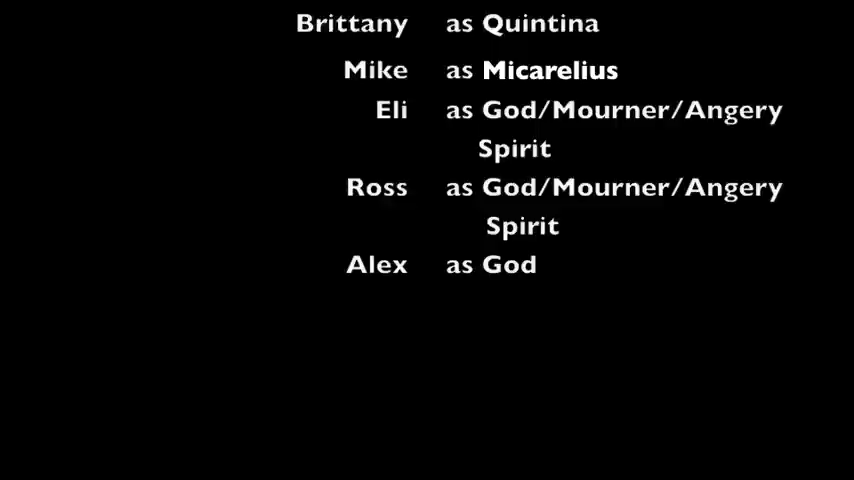 Brittany as Quintina
Mike as Micarelius
Eli as God/Mourner/Angery
Spirit
Ross as God/Mourner/Angery
Spirit
Alex as God